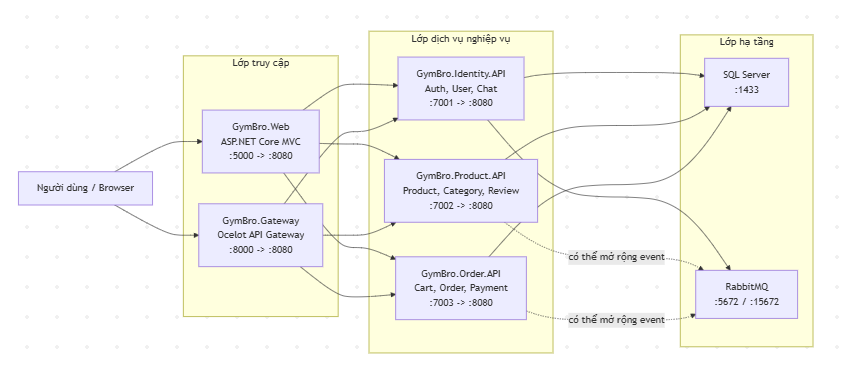 Lớp truy cập
Lớp dịch vụ nghiệp vụ
Lớp hạ tầng
Người dùng / Browser
GymBro.Web
ASP.NET Core MVC
:5000 -> :8080
GymBro.Gateway
Ocelot API Gateway
:8000 -> :8080
GymBro.Identity.API
Auth, User, Chat
:7001 -> :8080
GymBro.Product.API
Product, Category, Review
:7002 -> :8080
GymBro.Order.API
Cart, Order, Payment
:7003 -> :8080
có thể mở rộng event
có thể mở rộng event
SQL Server
:1433
RabbitMQ
:5672 / :15672